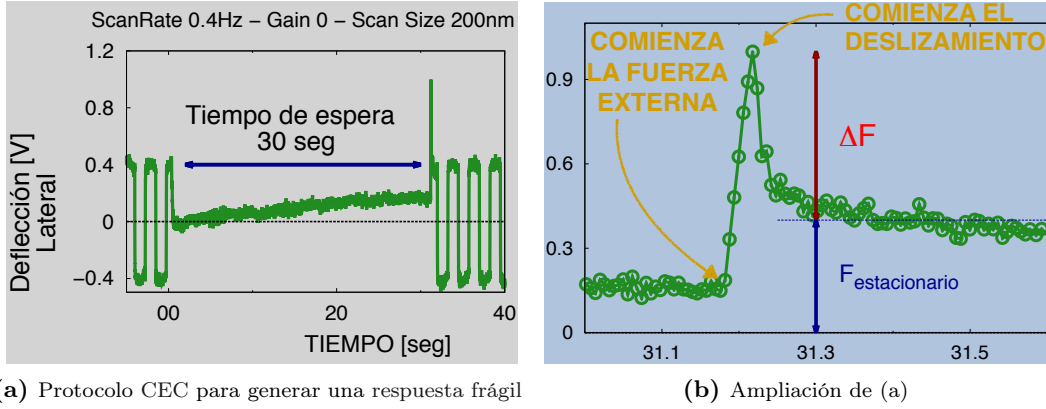 ScanRate 0.4Hz – Gain 0 – Scan Size 200nm
1.2
0.8
0.4
0
−0.4
Deflección [V]
Lateral
Tiempo de espera
30 seg
00
20
40
TIEMPO [seg]
(a) Protocolo CEC para generar una respuesta frágil
0.9
0.6
0.3
0
COMIENZA
LA FUERZA
EXTERNA
COMIENZA EL
DESLIZAMIENTO
ΔF
Festacionario
31.1
31.3
31.5
(b) Ampliación de (a)